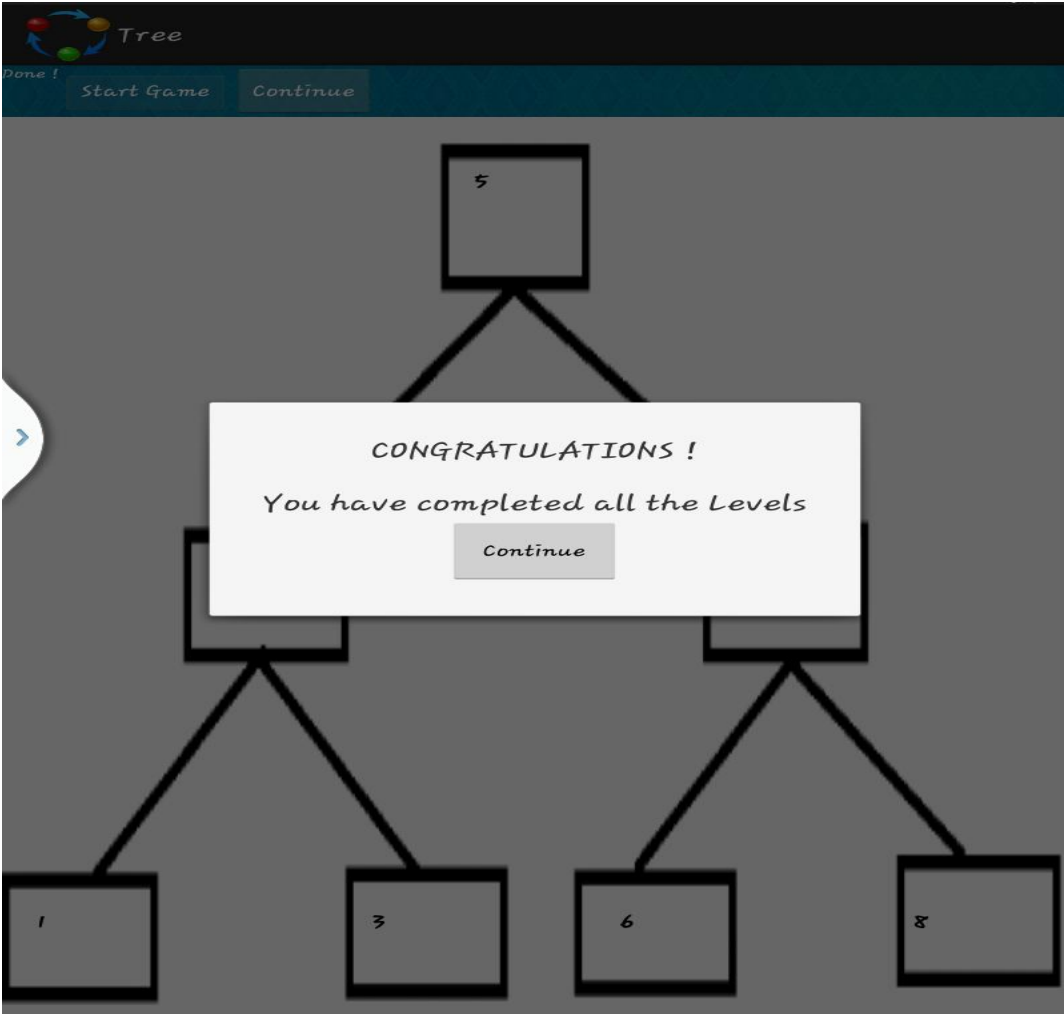 Tree
Done !
Start Game Continue
5
CONGRATULATIONS !
You have completed all the Levels
Continue
1 3 6 8